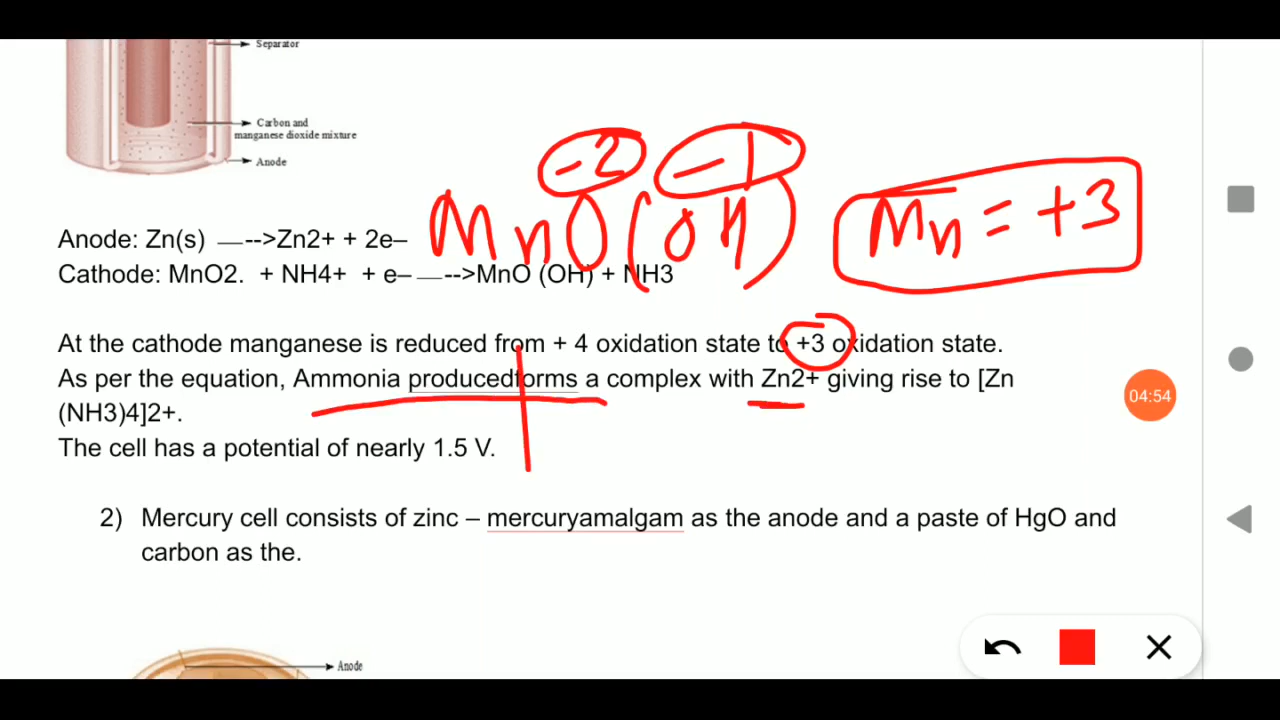 Separator
Carbon and
manganese dioxide mixture
Anode
-2 -1
MnO(OH) Mn = +3
Anode: Zn(s) —-->Zn2+ + 2e–
Cathode: MnO2. + NH4+ + e– —-->MnO (OH) + NH3
At the cathode manganese is reduced from + 4 oxidation state to +3 oxidation state.
As per the equation, Ammonia producedforms a complex with Zn2+ giving rise to [Zn
(NH3)4]2+.
04:54
The cell has a potential of nearly 1.5 V.
2) Mercury cell consists of zinc – mercuryamalgam as the anode and a paste of HgO and
carbon as the.
Anode